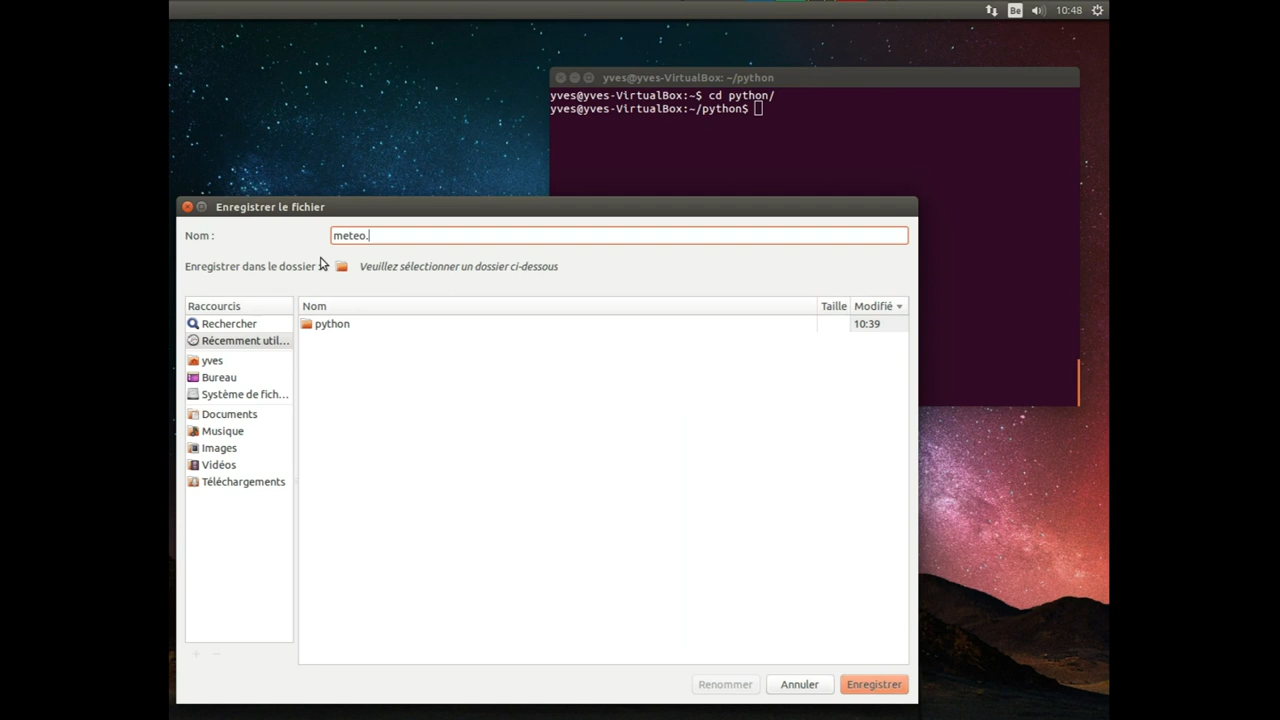 Be 10:48
yves@yves-VirtualBox: ~/python
yves@yves-VirtualBox:~$ cd python/
yves@yves-VirtualBox:~/python$
Enregistrer le fichier
Nom : meteo.
Enregistrer dans le dossier : Veuillez sélectionner un dossier ci-dessous
Raccourcis Nom Taille Modifié
Rechercher python 10:39
Récemment util...
yves
Bureau
Système de fich...
Documents
Musique
Images
Vidéos
Téléchargements
Renommer Annuler Enregistrer